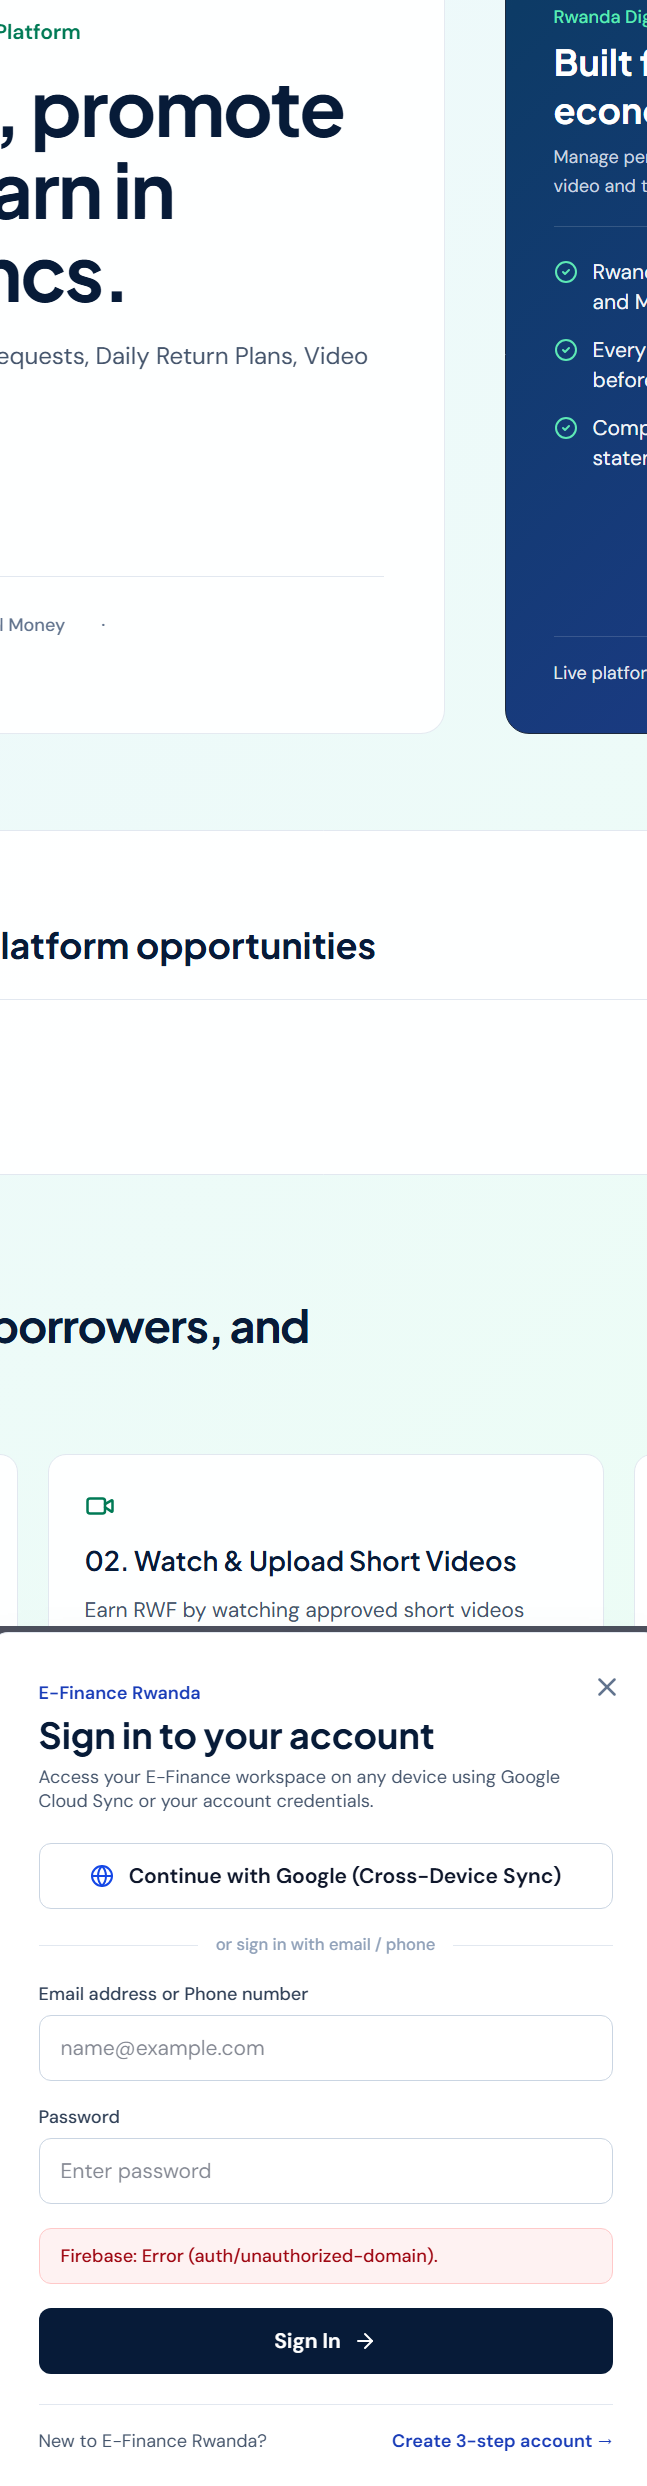 Platform
, promote
arn in
ncs.
equests, Daily Return Plans, Video
l Money ·
Rwanda Dig
Built f
econo
Manage per
video and t
Rwand
and M
Every
before
Comp
stater
Live platfor
latform opportunities
borrowers, and
02. Watch & Upload Short Videos
Earn RWF by watching approved short videos
E-Finance Rwanda
Sign in to your account
Access your E-Finance workspace on any device using Google
Cloud Sync or your account credentials.
Continue with Google (Cross-Device Sync)
or sign in with email / phone
Email address or Phone number
name@example.com
Password
Enter password
Firebase: Error (auth/unauthorized-domain).
Sign In →
New to E-Finance Rwanda?
Create 3-step account →